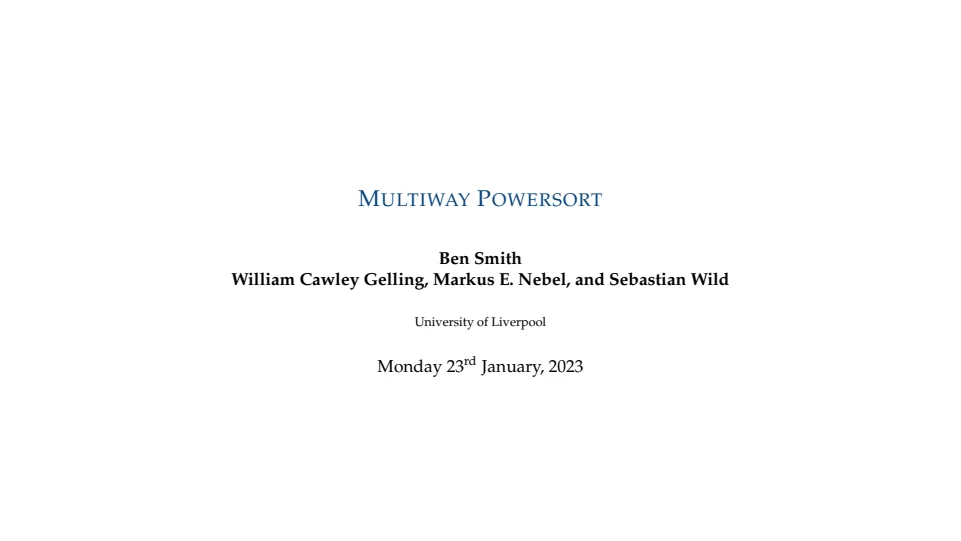 Multiway Powersort
Ben Smith
William Cawley Gelling, Markus E. Nebel, and Sebastian Wild
University of Liverpool
Monday 23rd January, 2023